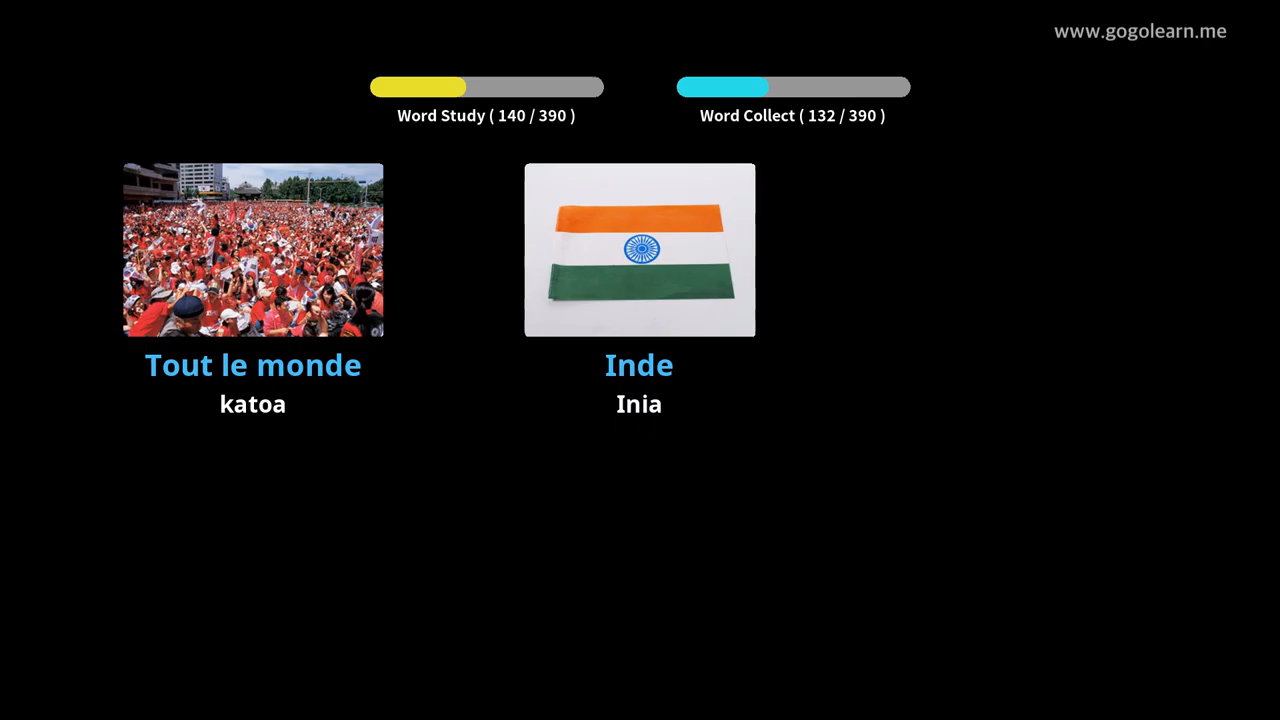 www.gogolearn.me
Word Study ( 140 / 390 )
Word Collect ( 132 / 390 )
Tout le monde
katoa
Inde
Inia